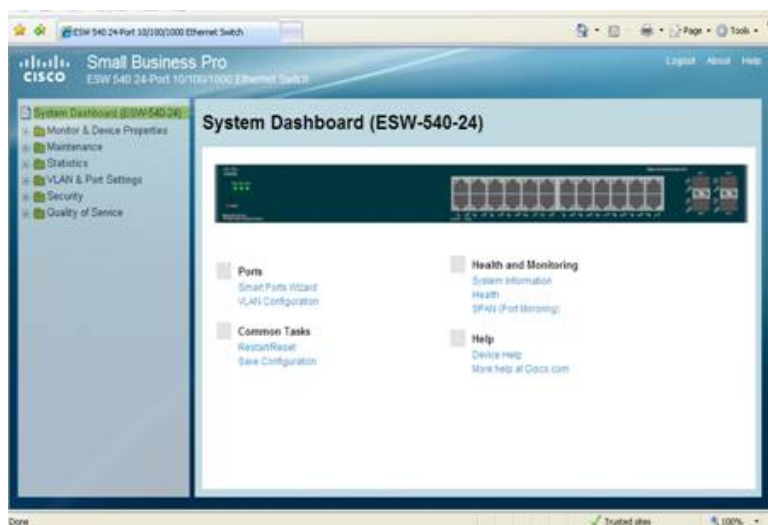 ESW 540 24-Port 10/100/1000 Ethernet Switch
Page
Tools
CISCO
Small Business Pro
ESW 540 24-Port 10/100/1000 Ethernet Switch
Logout About Help
System Dashboard (ESW-540-24)
Monitor & Device Properties
Maintenance
Statistics
VLAN & Port Settings
Security
Quality of Service
System Dashboard (ESW-540-24)
Ports
Smart Ports Wizard
VLAN Configuration
Common Tasks
Restart/Reset
Save Configuration
Health and Monitoring
System Information
Health
SPAN (Port Mirroring)
Help
Device Help
More help at Cisco.com
Done
Trusted sites
100%